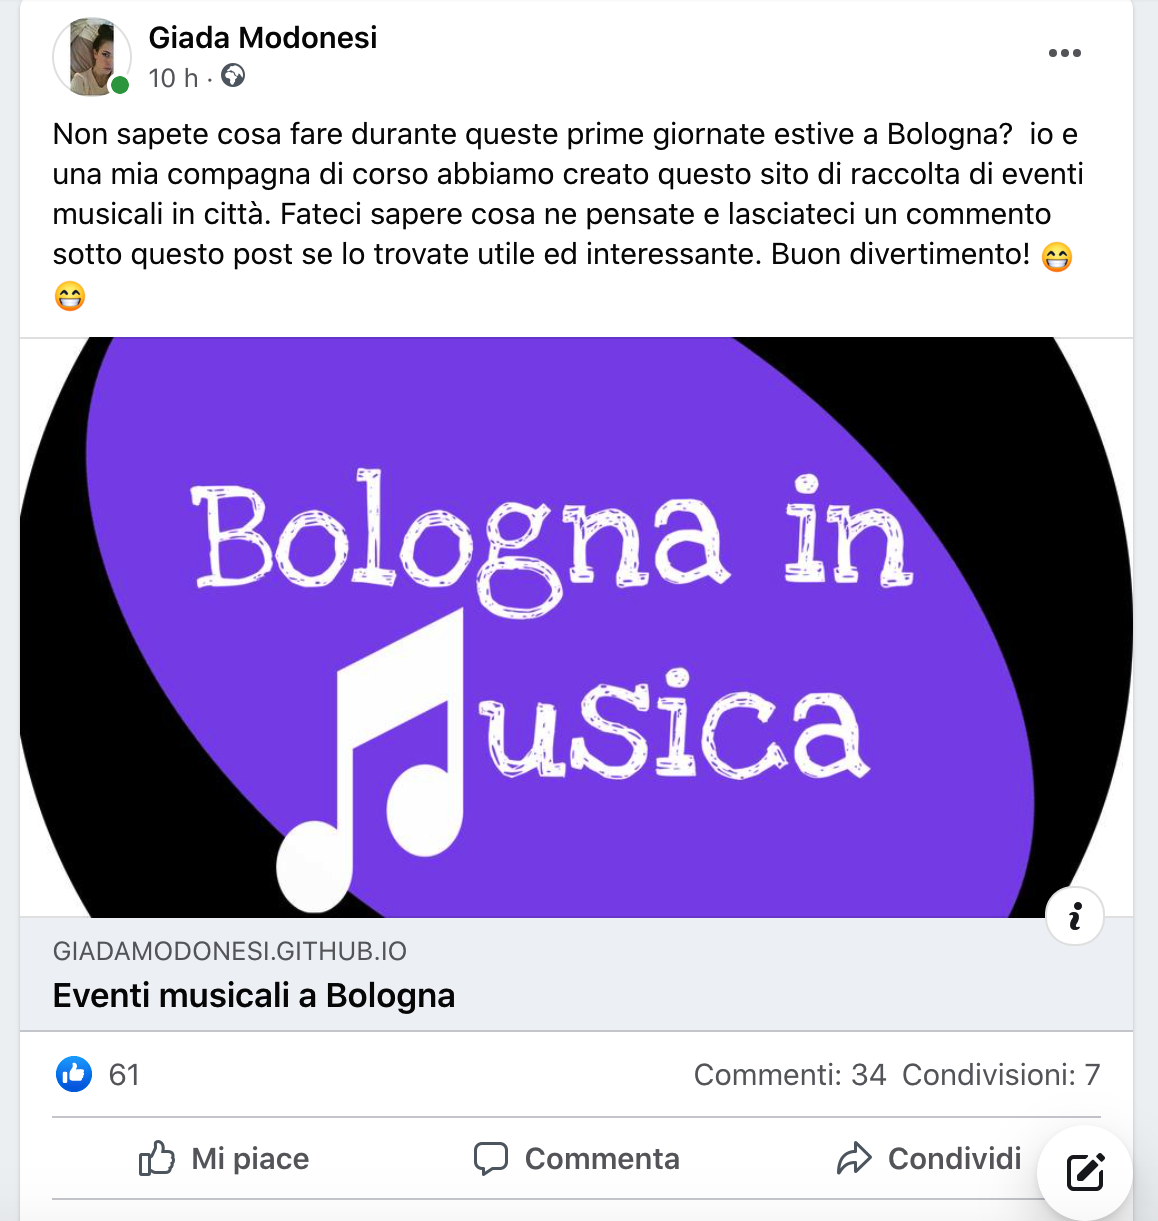 Giada Modonesi
10 h ·
Non sapete cosa fare durante queste prime giornate estive a Bologna?  io e
una mia compagna di corso abbiamo creato questo sito di raccolta di eventi
musicali in città. Fateci sapere cosa ne pensate e lasciateci un commento
sotto questo post se lo trovate utile ed interessante. Buon divertimento! 😁
😁
Bologna in
usica
i
GIADAMODONESI.GITHUB.IO
Eventi musicali a Bologna
61 Commenti: 34 Condivisioni: 7
Mi piace Commenta Condividi